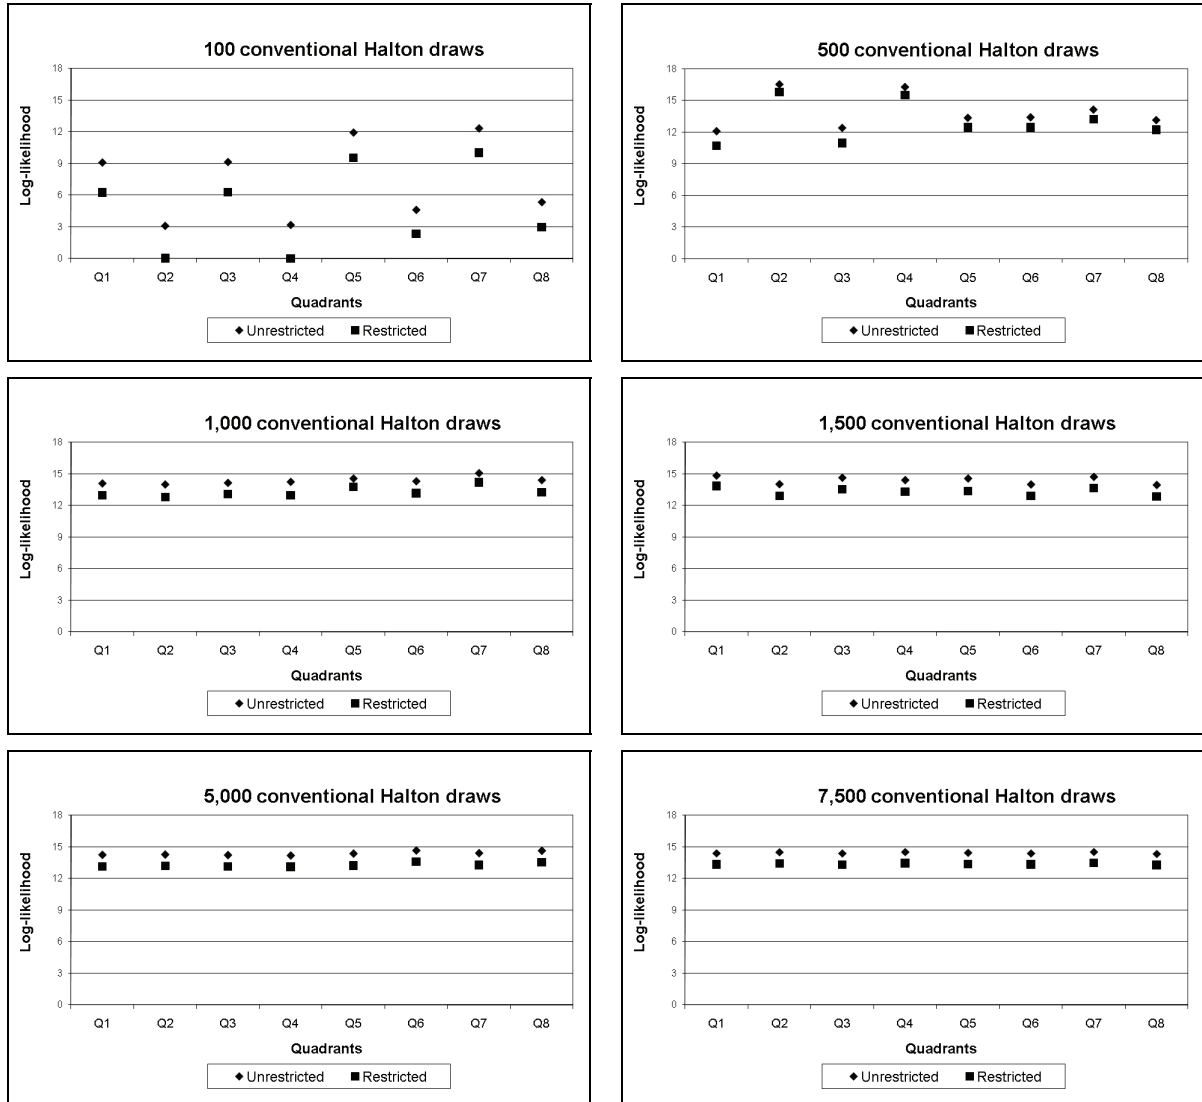 100 conventional Halton draws
18
15
12
9
6
3
0
Log-likelihood
Q1 Q2 Q3 Q4 Q5 Q6 Q7 Q8
Quadrants
Unrestricted Restricted
500 conventional Halton draws
18
15
12
9
6
3
0
Log-likelihood
Q1 Q2 Q3 Q4 Q5 Q6 Q7 Q8
Quadrants
Unrestricted Restricted
1,000 conventional Halton draws
18
15
12
9
6
3
0
Log-likelihood
Q1 Q2 Q3 Q4 Q5 Q6 Q7 Q8
Quadrants
Unrestricted Restricted
1,500 conventional Halton draws
18
15
12
9
6
3
0
Log-likelihood
Q1 Q2 Q3 Q4 Q5 Q6 Q7 Q8
Quadrants
Unrestricted Restricted
5,000 conventional Halton draws
18
15
12
9
6
3
0
Log-likelihood
Q1 Q2 Q3 Q4 Q5 Q6 Q7 Q8
Quadrants
Unrestricted Restricted
7,500 conventional Halton draws
18
15
12
9
6
3
0
Log-likelihood
Q1 Q2 Q3 Q4 Q5 Q6 Q7 Q8
Quadrants
Unrestricted Restricted